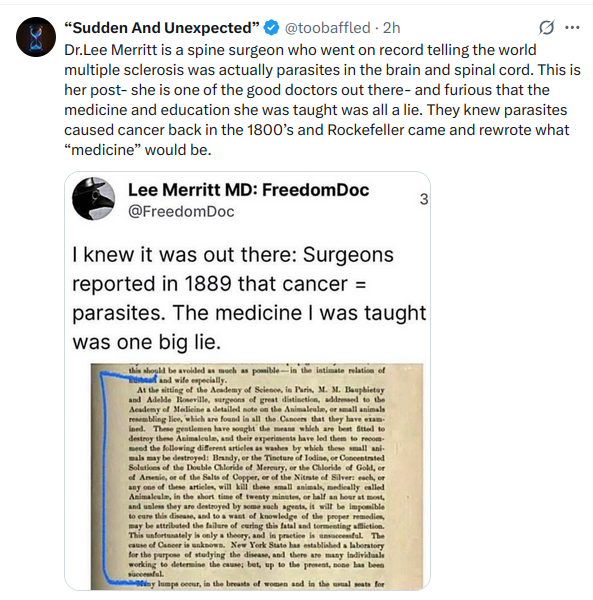 “Sudden And Unexpected” @toobaffled · 2h
Dr.Lee Merritt is a spine surgeon who went on record telling the world
multiple sclerosis was actually parasites in the brain and spinal cord. This is
her post- she is one of the good doctors out there- and furious that the
medicine and education she was taught was all a lie. They knew parasites
caused cancer back in the 1800’s and Rockefeller came and rewrote what
“medicine” would be.
Lee Merritt MD: FreedomDoc
3
@FreedomDoc
I knew it was out there: Surgeons
reported in 1889 that cancer =
parasites. The medicine I was taught
was one big lie.
this should be avoided as much as possible—in the intimate relation of
and wife especially.
At the sitting of the Academy of Science, in Paris, M. M. Bauphietuy
and Adelde Roseville, surgeons of great distinction, addressed to the
Academy of Medicine a detailed note on the Animalculæ, or small animals
resembling lice, which are found in all the Cancers that they have exam-
ined. These gentlemen have sought the means which are best fitted to
destroy these Animalculæ, and their experiments have led them to recom-
mend the following different articles as washes by which these small ani-
mals may be destroyed: Brandy, or the Tincture of Iodine, or Concentrated
Solutions of the Double Chloride of Mercury, or the Chloride of Gold, or
of Arsenic, or of the Salts of Copper, or of the Nitrate of Silver: each, or
any one of these articles, will kill these small animals, medically called
Animalculæ, in the short time of twenty minutes, or half an hour at most,
and unless they are destroyed by some such agents, it will be impossible
to cure this disease, and to a want of knowledge of the proper remedies,
may be attributed the failure of curing this fatal and tormenting affliction.
This unfortunately is only a theory, and in practice is unsuccessful. The
cause of Cancer is unknown. New York State has established a laboratory
for the purpose of studying the disease, and there are many individuals
working to determine the cause; but, up to the present, none has been
successful.
lumps occur, in the breasts of women and in the usual seats for